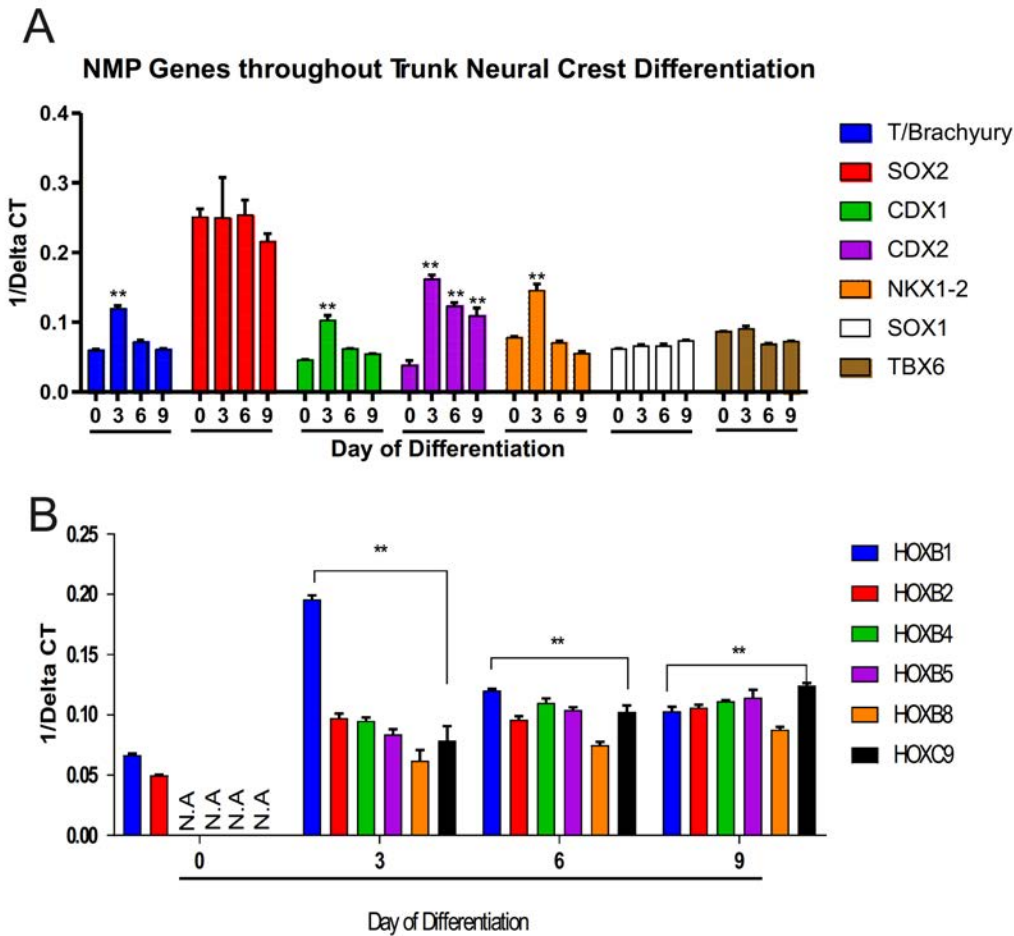 A
NMP Genes throughout Trunk Neural Crest Differentiation
0.4
0.3
0.2
0.1
0.0
1/Delta CT
**
**
**
**
**
**
0 3 6 9 0 3 6 9 0 3 6 9 0 3 6 9 0 3 6 9 0 3 6 9 0 3 6 9
Day of Differentiation
T/Brachyury
SOX2
CDX1
CDX2
NKX1-2
SOX1
TBX6
B
0.25
0.20
0.15
0.10
0.05
0.00
1/Delta CT
N.A
N.A
N.A
N.A
**
**
**
0 3 6 9
Day of Differentiation
HOXB1
HOXB2
HOXB4
HOXB5
HOXB8
HOXC9